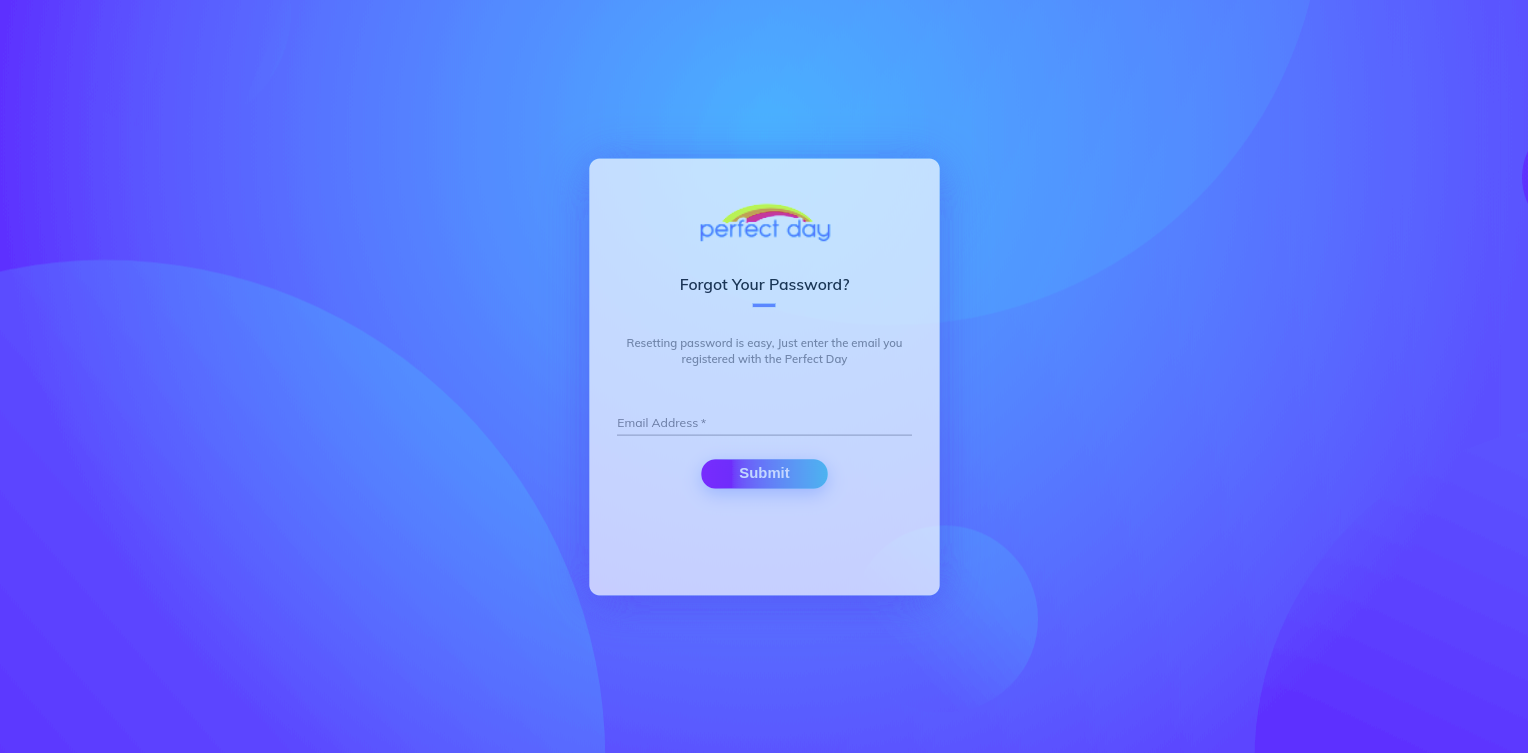 perfect day
Forgot Your Password?
Resetting password is easy, Just enter the email you
registered with the Perfect Day
Email Address *
Submit